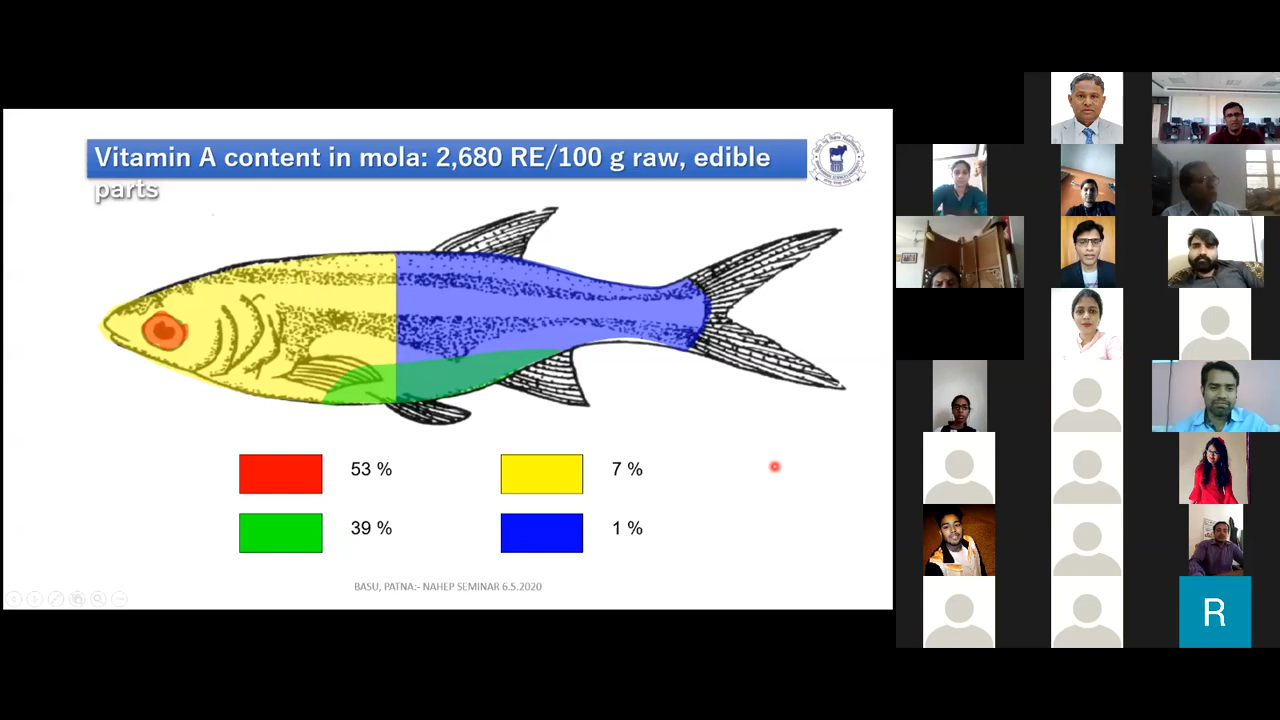 Vitamin A content in mola: 2,680 RE/100 g raw, edible
parts
53 %
7 %
39 %
1 %
BASU, PATNA:- NAHEP SEMINAR 6.5.2020
R